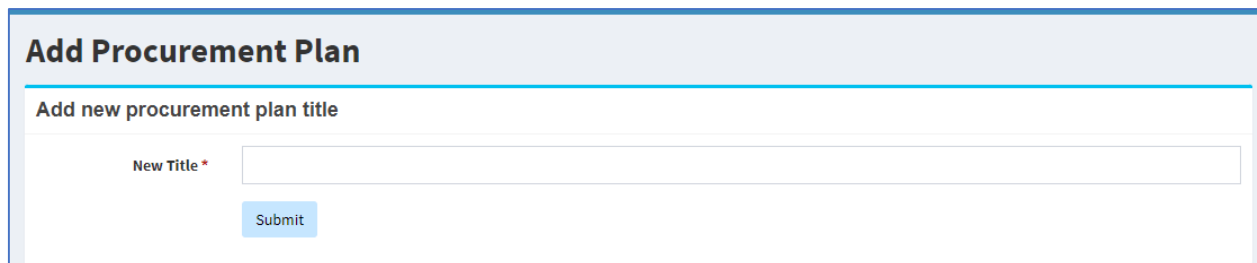 Add Procurement Plan
Add new procurement plan title
New Title *
Submit